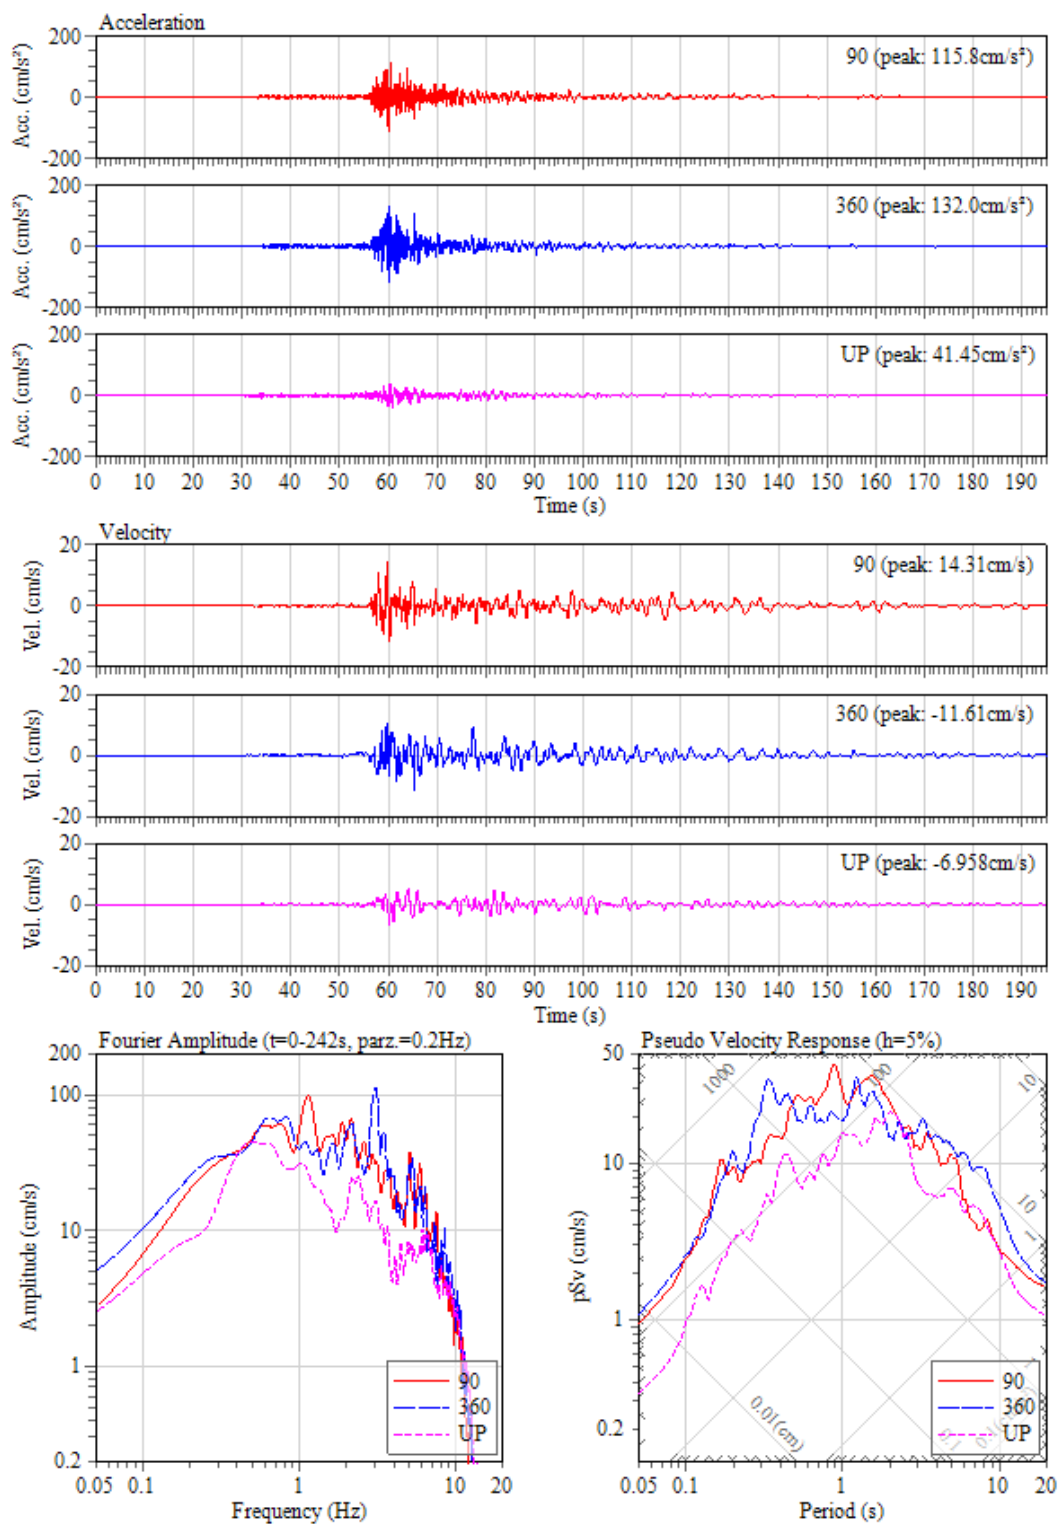 Acceleration
200
0
-200
Acc. (cm/s²)
90 (peak: 115.8cm/s²)
200
0
-200
Acc. (cm/s²)
360 (peak: 132.0cm/s²)
200
0
-200
Acc. (cm/s²)
UP (peak: 41.45cm/s²)
0 10 20 30 40 50 60 70 80 90 100 110 120 130 140 150 160 170 180 190
Time (s)
Velocity
20
0
-20
Vel. (cm/s)
90 (peak: 14.31cm/s)
20
0
-20
Vel. (cm/s)
360 (peak: -11.61cm/s)
20
0
-20
Vel. (cm/s)
UP (peak: -6.958cm/s)
0 10 20 30 40 50 60 70 80 90 100 110 120 130 140 150 160 170 180 190
Time (s)
Fourier Amplitude (t=0-242s, parz.=0.2Hz)
200
100
10
1
0.2
Amplitude (cm/s)
90
360
UP
0.05 0.1 1 10 20
Frequency (Hz)
Pseudo Velocity Response (h=5%)
50
10
1
0.2
pSv (cm/s)
1000
100
10
10
1
1
0.01(cm)
0.1
90
360
UP
0.05 0.1 1 10 20
Period (s)